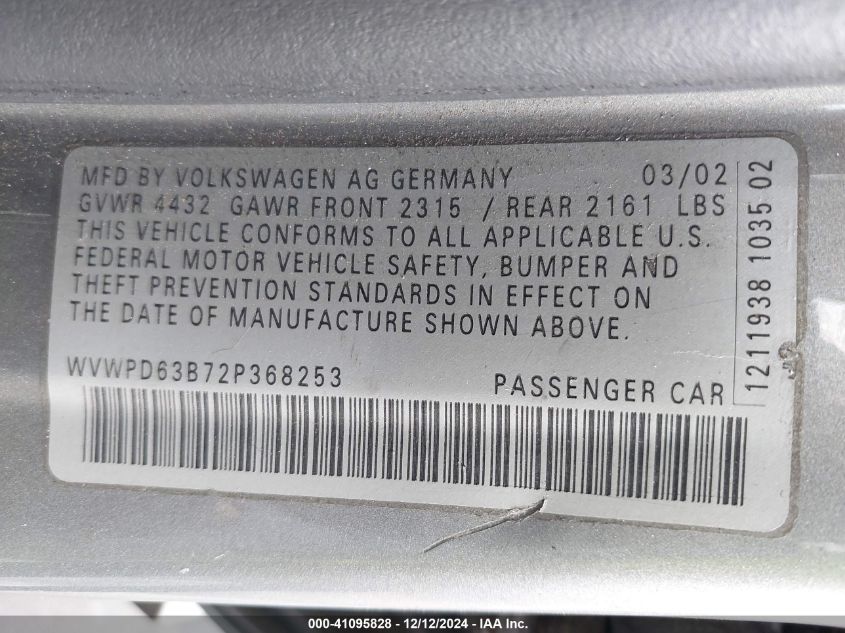 MFD BY VOLKSWAGEN AG GERMANY 03/02
GVWR 4432 GAWR FRONT 2315 / REAR 2161 LBS
THIS VEHICLE CONFORMS TO ALL APPLICABLE U.S.
FEDERAL MOTOR VEHICLE SAFETY, BUMPER AND
THEFT PREVENTION STANDARDS IN EFFECT ON
THE DATE OF MANUFACTURE SHOWN ABOVE.
WVWPD63B72P368253 PASSENGER CAR
1211938 1035 02
000-41095828 - 12/12/2024 - IAA Inc.